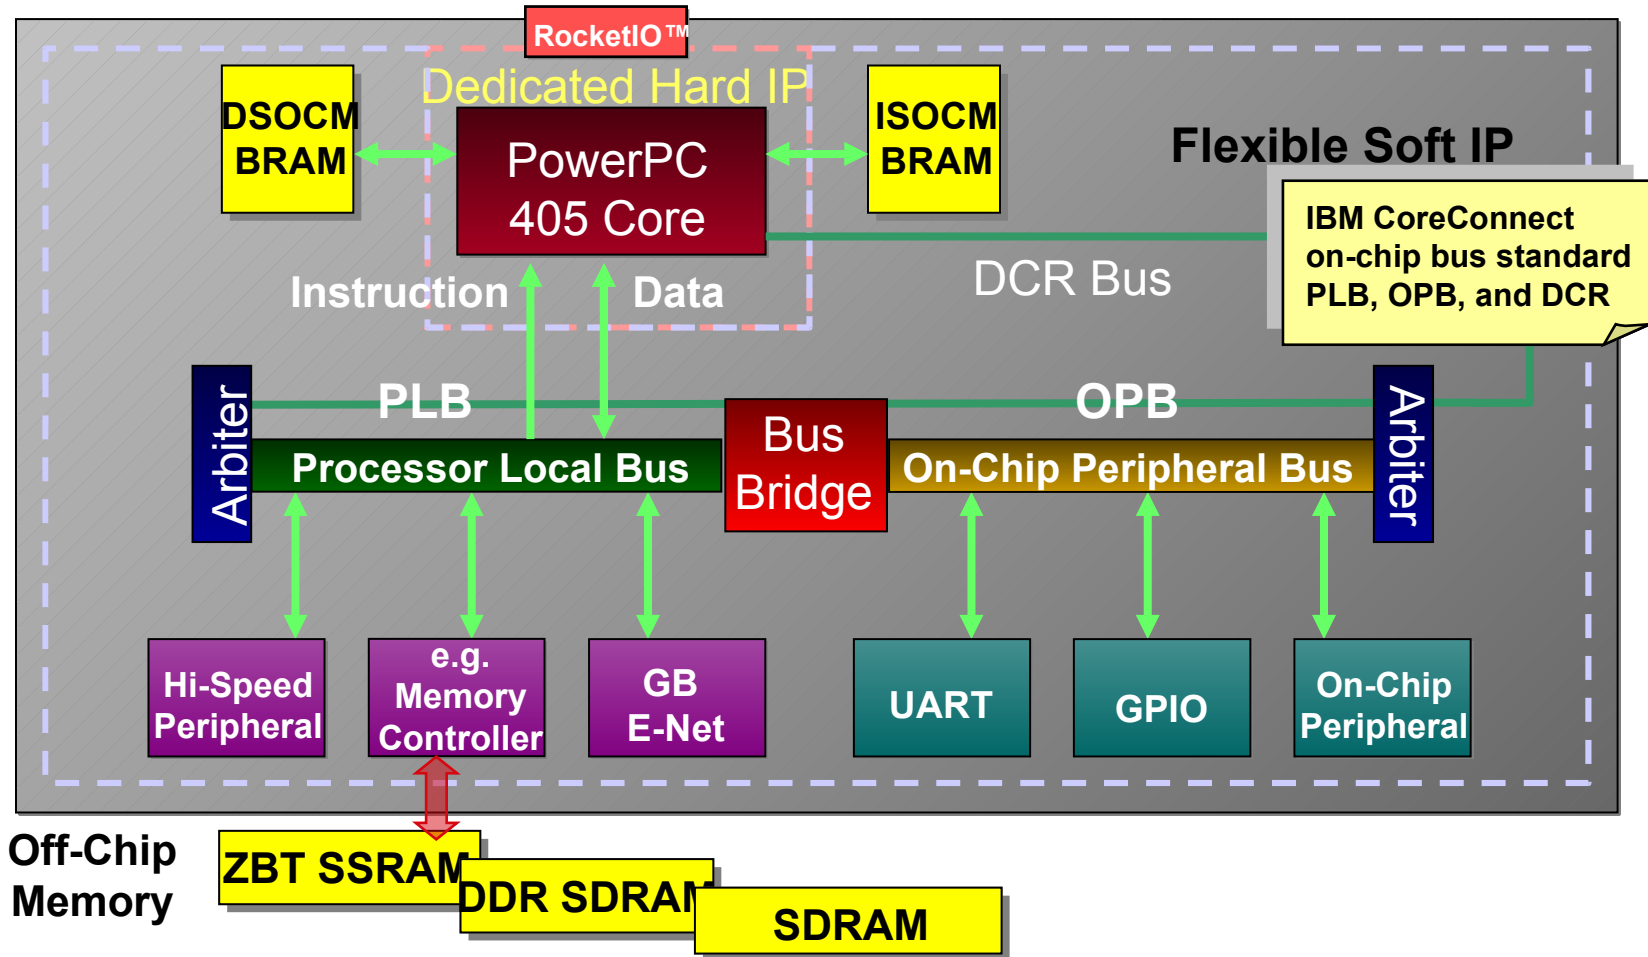 RocketIO™
Dedicated Hard IP
DSOCM
BRAM
PowerPC
405 Core
ISOCM
BRAM
Flexible Soft IP
IBM CoreConnect
on-chip bus standard
PLB, OPB, and DCR
DCR Bus
Instruction
Data
PLB
OPB
Arbiter
Processor Local Bus
Bus
Bridge
On-Chip Peripheral Bus
Arbiter
Hi-Speed
Peripheral
e.g.
Memory
Controller
GB
E-Net
UART
GPIO
On-Chip
Peripheral
Off-Chip
Memory
ZBT SSRAM
DDR SDRAM
SDRAM